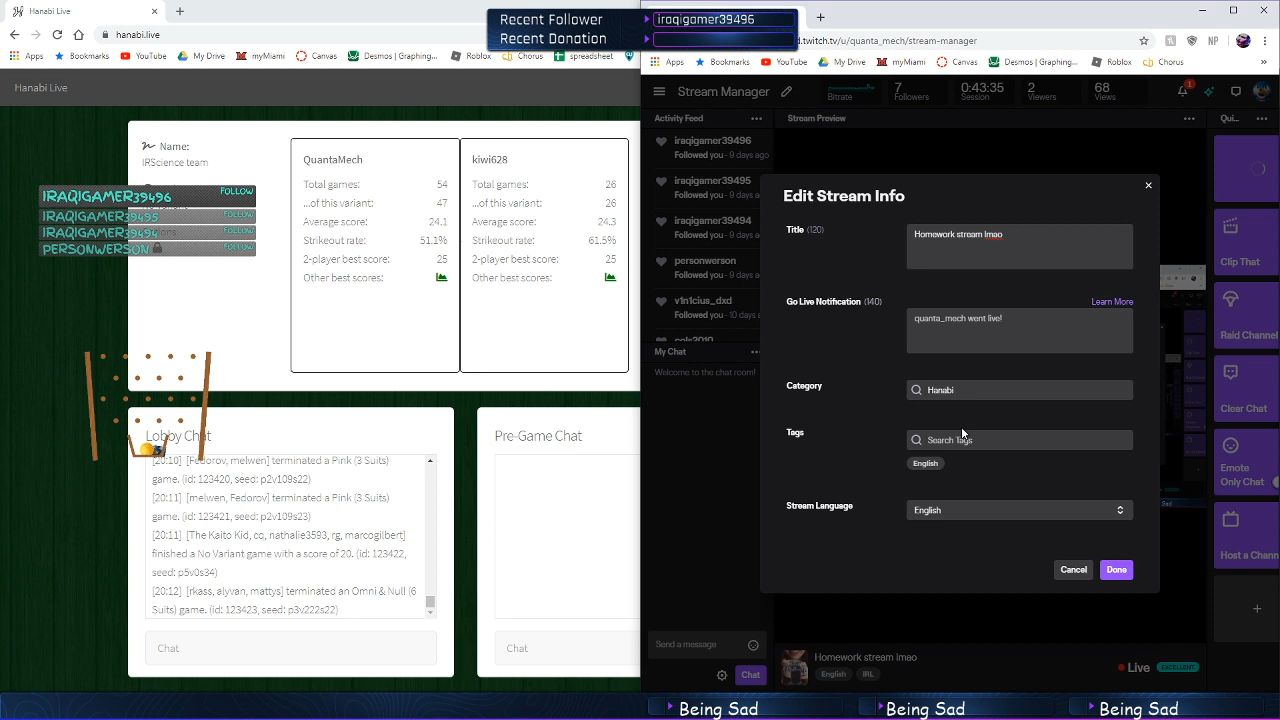 Hanabi Live
hanabi.live
Recent Follower
iraqigamer39496
Recent Donation
d.twitch.tv/u/quanta_mech/stream-manager
NP
Apps
Bookmarks
YouTube
My Drive
myMiami
Canvas
Desmos | Graphing...
Roblox
Chorus
spreadsheet
Apps
Bookmarks
YouTube
My Drive
myMiami
Canvas
Desmos | Graphing...
Roblox
Chorus
Hanabi Live
Stream Manager
Bitrate
7
Followers
0:43:35
Session
2
Viewers
68
Views
1
Name:
IRScience team
IRAQIGAMER39496 FOLLOW
IRAQIGAMER39495 FOLLOW
IRAQIGAMER39494 FOLLOW
PERSONWERSON FOLLOW
QuantaMech
Total games: 54
...of this variant: 47
Average score: 24.1
Strikeout rate: 51.1%
2-player best score: 25
Other best scores:
kiwi628
Total games: 26
...of this variant: 26
Average score: 24.3
Strikeout rate: 61.5%
2-player best score: 25
Other best scores:
Lobby Chat
[20:10] [Fedorov, melwen] terminated a Pink (3 Suits)
game. (id: 123420, seed: p2v109s22)
[20:11] [melwen, Fedorov] terminated a Pink (3 Suits)
game. (id: 123421, seed: p2v109s23)
[20:11] [The Kaito Kid, cq, nathalie3593, rg, marcogilbert]
finished a No Variant game with a score of 20. (id: 123422,
seed: p5v0s34)
[20:12] [rkass, alyvan, mattys] terminated an Omni & Null (6
Suits) game. (id: 123423, seed: p3v222s22)
Chat
Pre-Game Chat
Chat
Activity Feed
Stream Preview
Qui...
iraqigamer39496
Followed you · 9 days ago
iraqigamer39495
Followed you · 9 days a
iraqigamer39494
Followed you · 9 days a
personwerson
Followed you · 9 days a
v1n1cius_dxd
Followed you · 10 days a
My Chat
Welcome to the chat room!
Send a message
Chat
Edit Stream Info
Title (120)
Homework stream lmao
Go Live Notification (140)
Learn More
quanta_mech went live!
Category
Hanabi
Tags
Search Tags
English
Stream Language
English
Cancel
Done
Clip That
Raid Channel
Clear Chat
Emote
Only Chat
Host a Chann
Homework stream lmao
English
IRL
Live
EXCELLENT
Being Sad
Being Sad
Being Sad